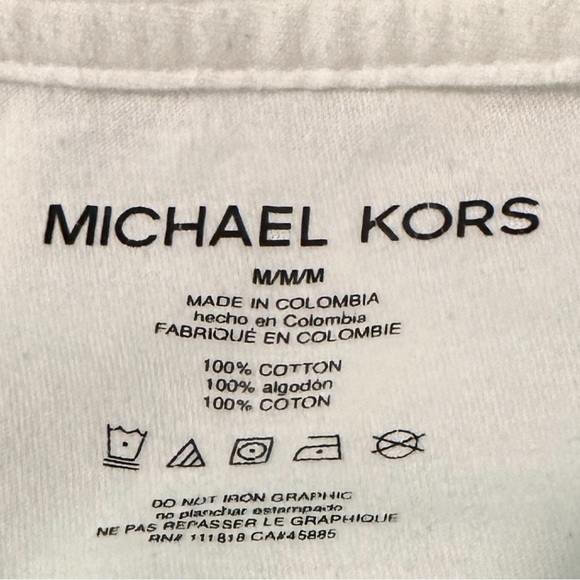 MICHAEL KORS
M/M/M
MADE IN COLOMBIA
hecho en Colombia
FABRIQUÉ EN COLOMBIE
100% COTTON
100% algodón
100% COTON
DO NOT IRON GRAPHIC
no planchar estampado
NE PAS REPASSER LE GRAPHIQUE
RN# 111818 CA#45885